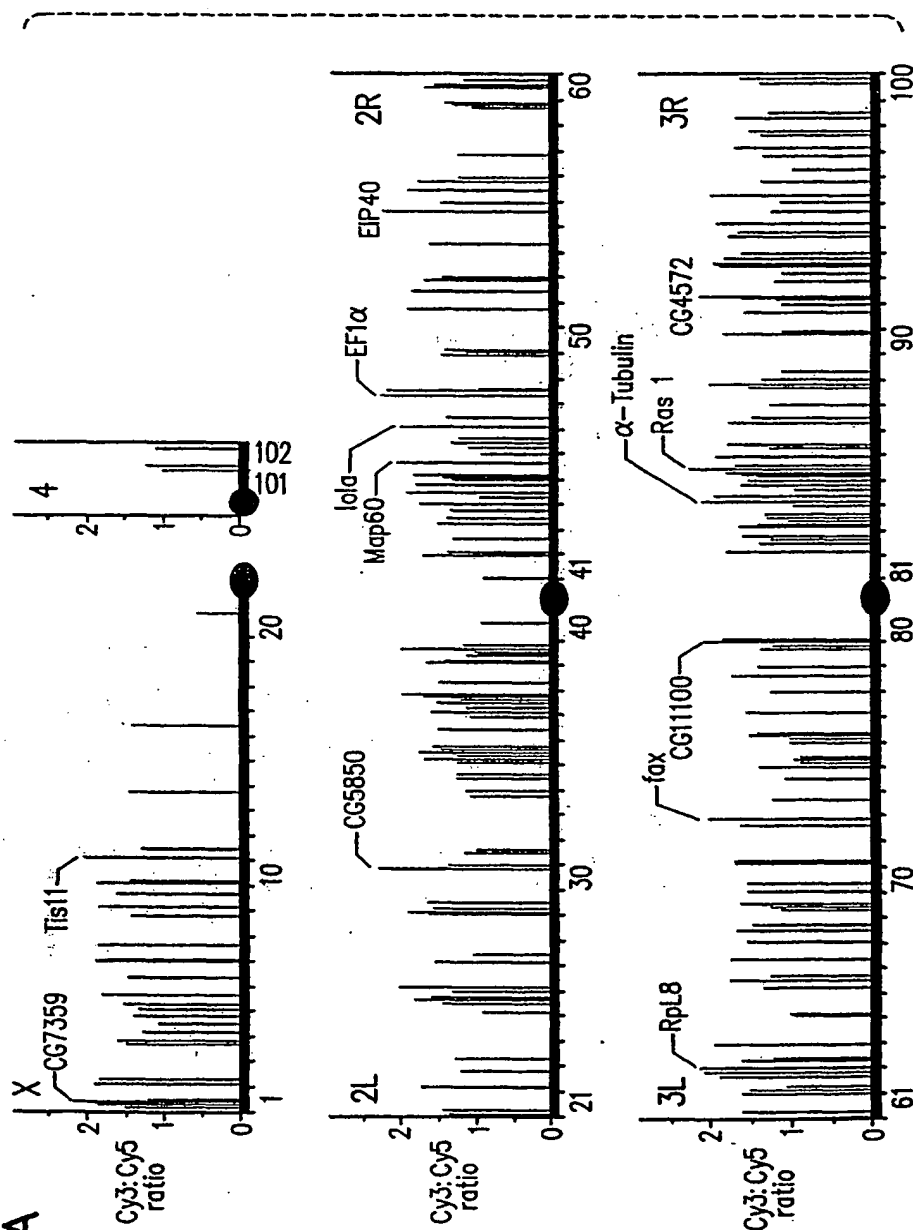 A
X
CG7359
Tis11
4
Cy3:Cy5
ratio
2
1
0
1
10
20
2
1
0
101
102
2L
CG5850
Map60
lola
EF1α
EIP40
2R
Cy3:Cy5
ratio
2
1
0
21
30
40
41
50
60
3L
RpL8
fax
CG11100
α-Tubulin
Ras 1
CG4572
3R
Cy3:Cy5
ratio
2
1
0
61
70
80
81
90
100